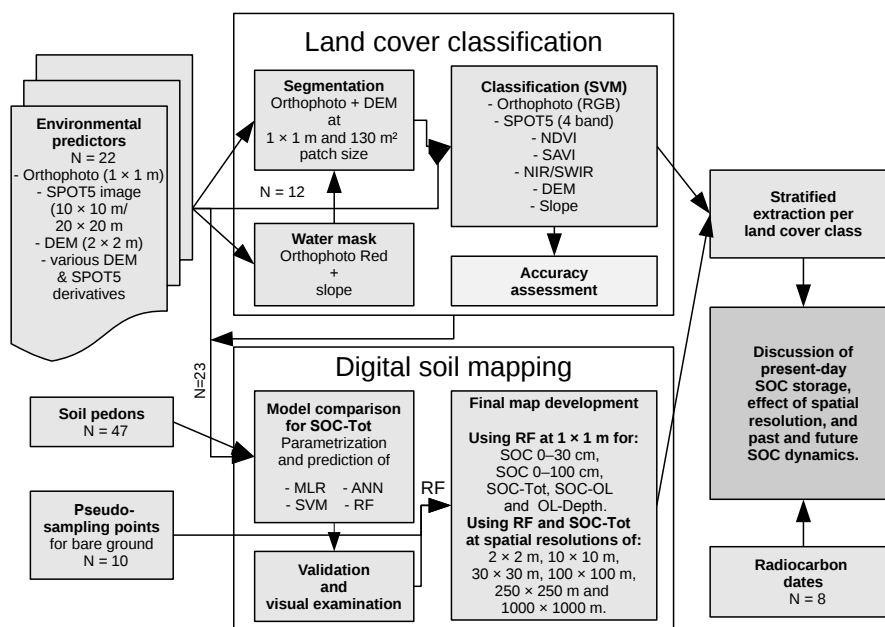 Land cover classification
Environmental
predictors
N = 22
- Orthophoto (1 × 1 m)
- SPOT5 image
(10 × 10 m/
20 × 20 m
- DEM (2 × 2 m)
- various DEM
& SPOT5
derivatives
Segmentation
Orthophoto + DEM
at
1 × 1 m and 130 m²
patch size
N = 12
Water mask
Orthophoto Red
+
slope
Classification (SVM)
- Orthophoto (RGB)
- SPOT5 (4 band)
- NDVI
- SAVI
- NIR/SWIR
- DEM
- Slope
Accuracy
assessment
Stratified
extraction per
land cover class
N=23
Digital soil mapping
Soil pedons
N = 47
Pseudo-
sampling points
for bare ground
N = 10
Model comparison
for SOC-Tot
Parametrization
and prediction of
- MLR - ANN
- SVM - RF
Validation
and
visual examination
RF
Final map development
Using RF at 1 × 1 m for:
SOC 0–30 cm,
SOC 0–100 cm,
SOC-Tot, SOC-OL
and OL-Depth.
Using RF and SOC-Tot
at spatial resolutions of:
2 × 2 m, 10 × 10 m,
30 × 30 m, 100 × 100 m,
250 × 250 m and
1000 × 1000 m.
Discussion of
present-day
SOC storage,
effect of spatial
resolution, and
past and future
SOC dynamics.
Radiocarbon
dates
N = 8